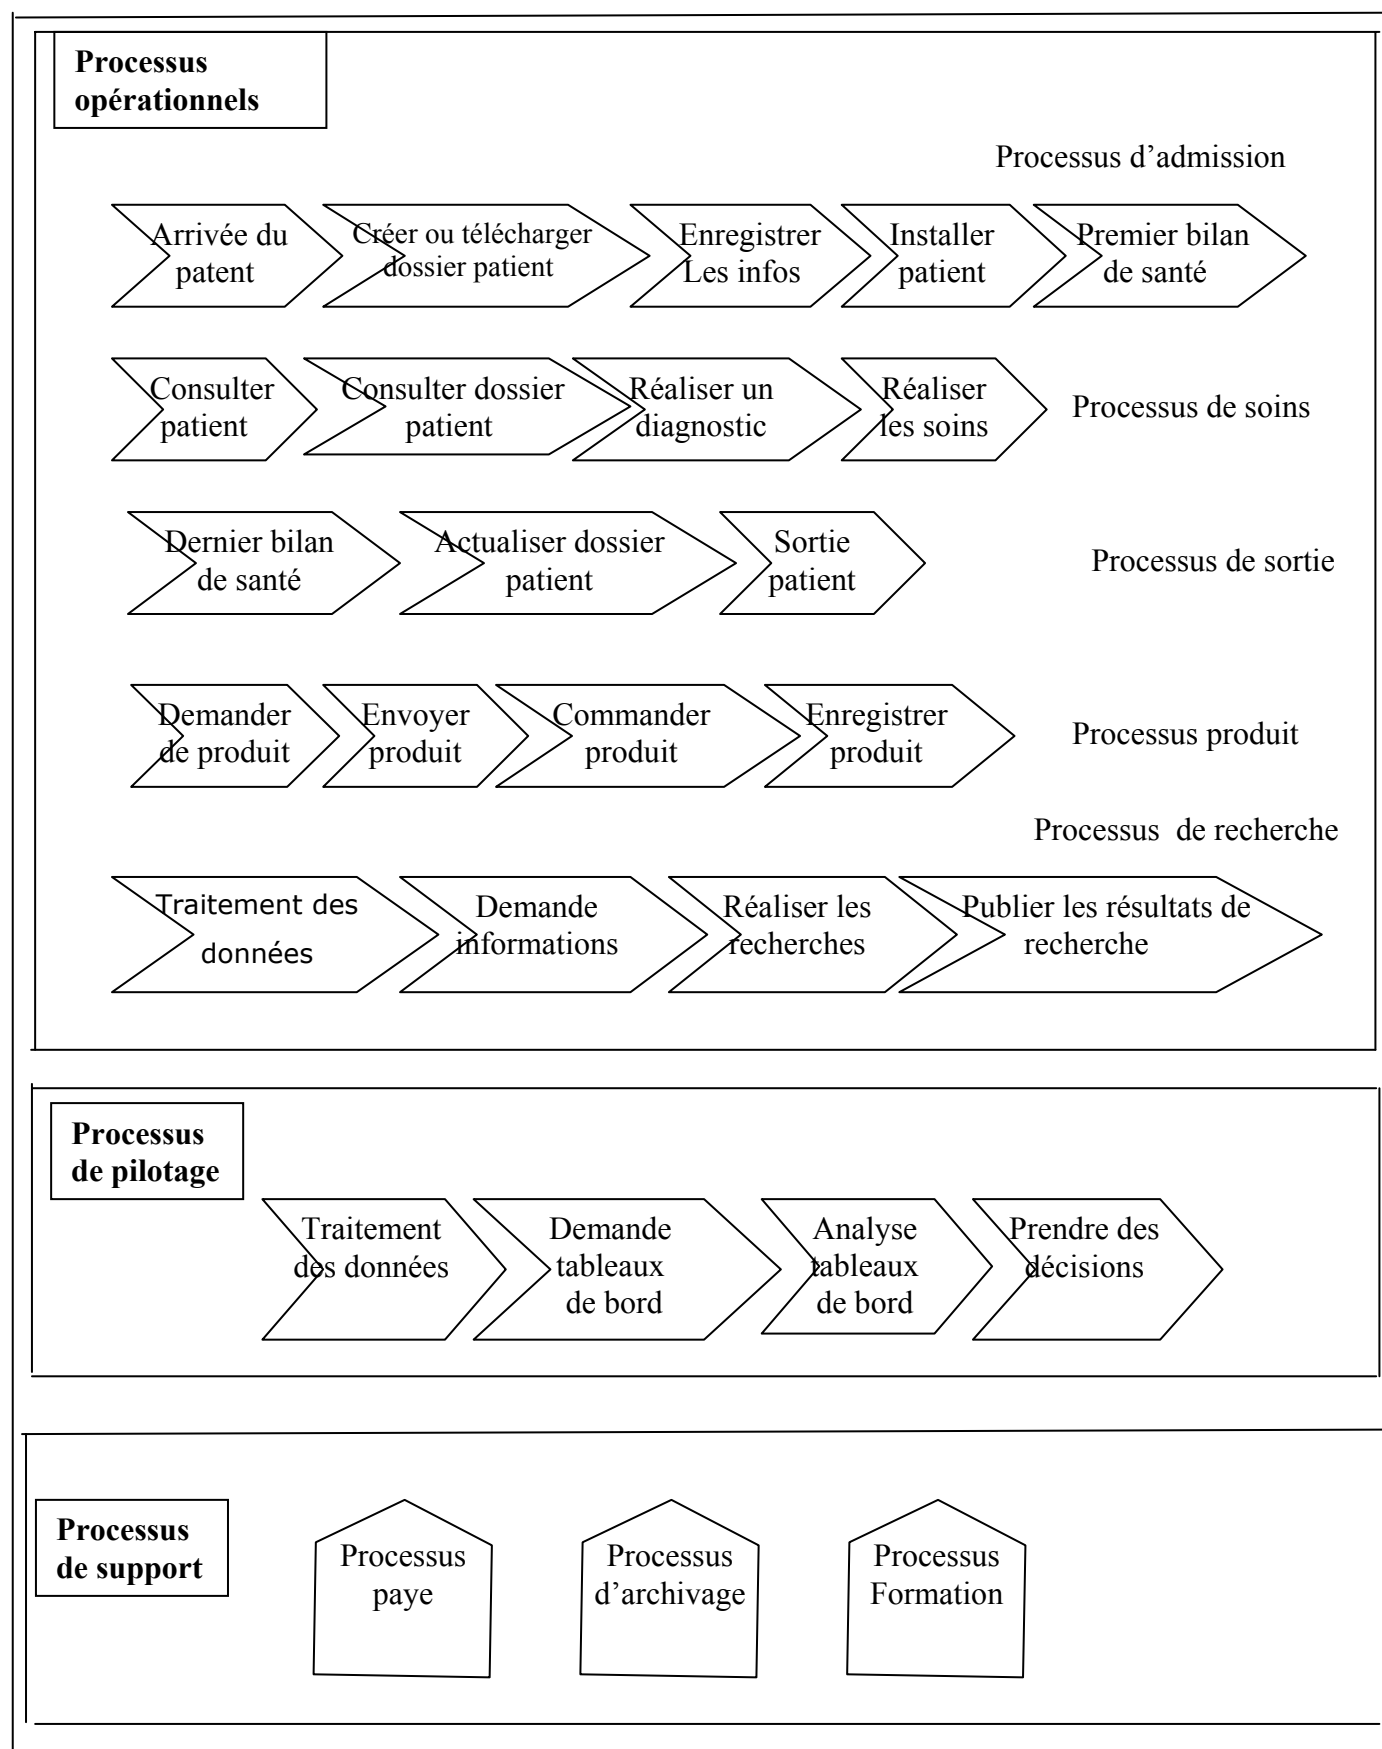 Processus
opérationnels
Processus d’admission
Arrivée du
patent
Créer ou télécharger
dossier patient
Enregistrer
Les infos
Installer
patient
Premier bilan
de santé
Consulter
patient
Consulter dossier
patient
Réaliser un
diagnostic
Réaliser
les soins
Processus de soins
Dernier bilan
de santé
Actualiser dossier
patient
Sortie
patient
Processus de sortie
Demander
de produit
Envoyer
produit
Commander
produit
Enregistrer
produit
Processus produit
Processus  de recherche
Traitement des
données
Demande
informations
Réaliser les
recherches
Publier les résultats de
recherche
Processus
de pilotage
Traitement
des données
Demande
tableaux
de bord
Analyse
tableaux
de bord
Prendre des
décisions
Processus
de support
Processus
paye
Processus
d’archivage
Processus
Formation